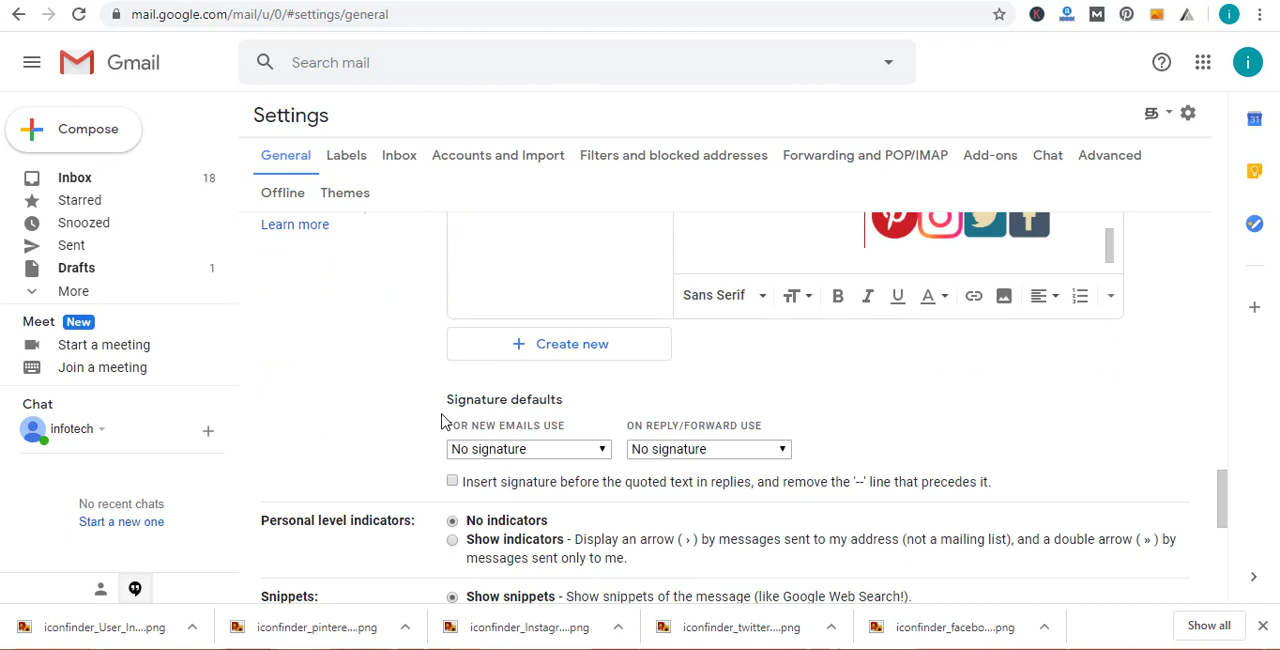 mail.google.com/mail/u/0/#settings/general
K
M
i
Gmail
Search mail
i
Compose
Settings
General
Labels
Inbox
Accounts and Import
Filters and blocked addresses
Forwarding and POP/IMAP
Add-ons
Chat
Advanced
Offline
Themes
Inbox 18
Starred
Snoozed
Sent
Drafts 1
More
Meet New
Start a meeting
Join a meeting
Chat
infotech
No recent chats
Start a new one
Learn more
Sans Serif
Create new
Signature defaults
FOR NEW EMAILS USE
ON REPLY/FORWARD USE
No signature
No signature
Insert signature before the quoted text in replies, and remove the '--' line that precedes it.
Personal level indicators:
No indicators
Show indicators - Display an arrow ( › ) by messages sent to my address (not a mailing list), and a double arrow ( » ) by
messages sent only to me.
Snippets:
Show snippets - Show snippets of the message (like Google Web Search!).
31
iconfinder_User_In....png
iconfinder_pintere....png
iconfinder_Instagr....png
iconfinder_twitter....png
iconfinder_facebo....png
Show all